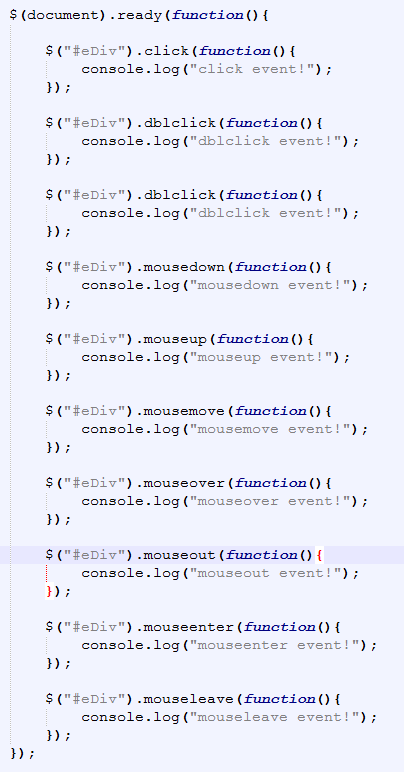 $(document).ready(function(){
$("#eDiv").click(function(){
console.log("click event!");
});
$("#eDiv").dblclick(function(){
console.log("dblclick event!");
});
$("#eDiv").dblclick(function(){
console.log("dblclick event!");
});
$("#eDiv").mousedown(function(){
console.log("mousedown event!");
});
$("#eDiv").mouseup(function(){
console.log("mouseup event!");
});
$("#eDiv").mousemove(function(){
console.log("mousemove event!");
});
$("#eDiv").mouseover(function(){
console.log("mouseover event!");
});
$("#eDiv").mouseout(function(){
console.log("mouseout event!");
});
$("#eDiv").mouseenter(function(){
console.log("mouseenter event!");
});
$("#eDiv").mouseleave(function(){
console.log("mouseleave event!");
});
});